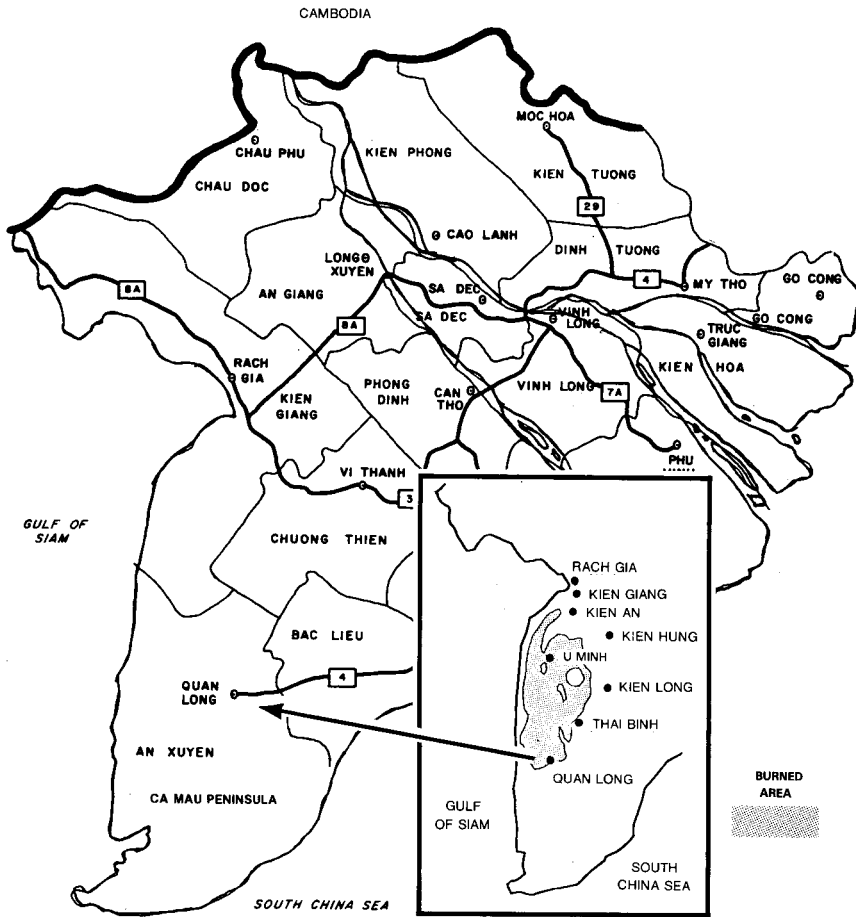 CAMBODIA
MOC HOA
CHAU PHU
KIEN PHONG
CHAU DOC
KIEN TUONG
29
CAO LANH
DINH TUONG
LONG
XUYEN
4
MY THO
GO CONG
8A
AN GIANG
SA DEC
SA DEC
VINH
LONG
GO CONG
8A
TRUC
GIANG
RACH
GIA
KIEN HOA
KIEN
GIANG
PHONG
DINH
CAN
THO
VINH LONG
7A
PHU
VI THANH
3
GULF OF
SIAM
CHUONG THIEN
RACH GIA
KIEN GIANG
KIEN AN
BAC LIEU
KIEN HUNG
U MINH
4
QUAN
LONG
KIEN LONG
THAI BINH
AN XUYEN
QUAN LONG
BURNED
AREA
CA MAU PENINSULA
GULF
OF SIAM
SOUTH
CHINA SEA
SOUTH CHINA SEA